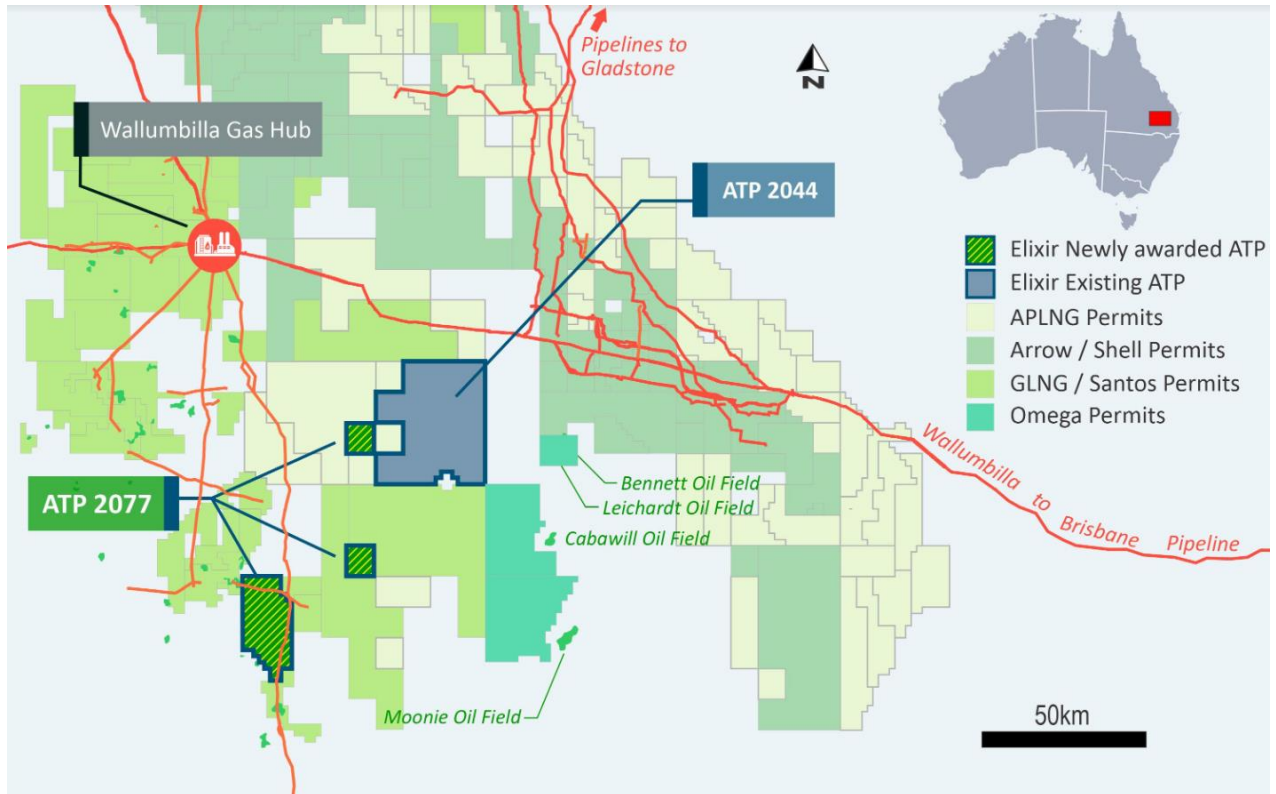 Pipelines to
Gladstone
N
Wallumbilla Gas Hub
ATP 2044
Elixir Newly awarded ATP
Elixir Existing ATP
APLNG Permits
Arrow / Shell Permits
GLNG / Santos Permits
Omega Permits
ATP 2077
Bennett Oil Field
Leichardt Oil Field
Cabawill Oil Field
Wallumbilla to Brisbane Pipeline
Moonie Oil Field
50km